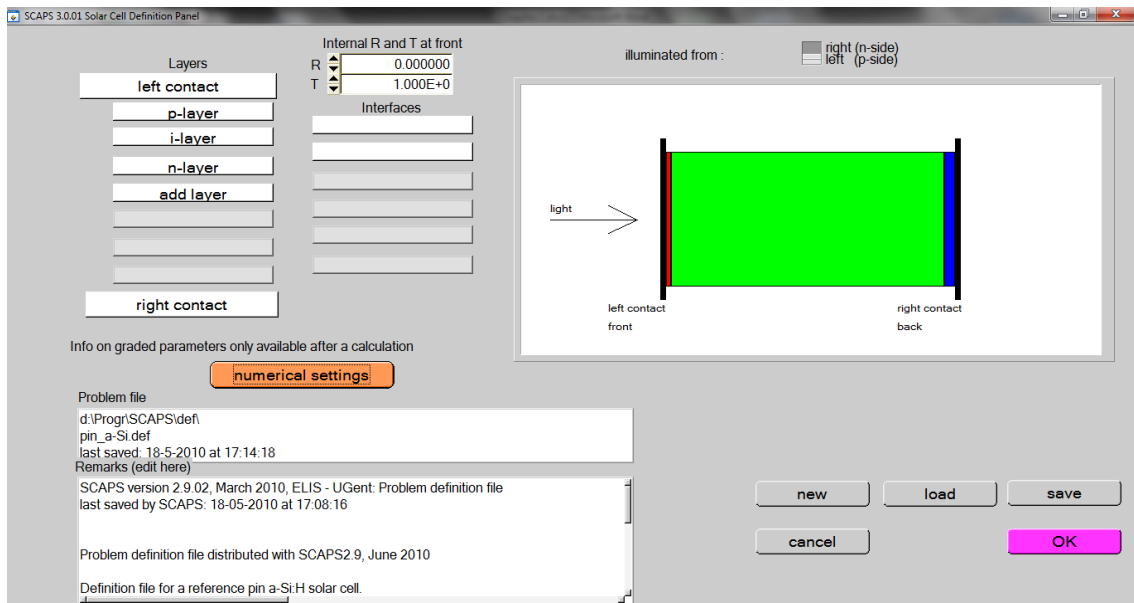 SCAPS 3.0.01 Solar Cell Definition Panel
Layers
left contact
p-layer
i-layer
n-layer
add layer
right contact
Internal R and T at front
R 0.000000
T 1.000E+0
Interfaces
illuminated from :
right (n-side)
left (p-side)
light
left contact
front
right contact
back
Info on graded parameters only available after a calculation
numerical settings
Problem file
d:\Progr\SCAPS\def\
pin_a-Si.def
last saved: 18-5-2010 at 17:14:18
Remarks (edit here)
SCAPS version 2.9.02, March 2010, ELIS - UGent: Problem definition file
last saved by SCAPS: 18-05-2010 at 17:08:16
Problem definition file distributed with SCAPS2.9, June 2010
Definition file for a reference pin a-Si:H solar cell.
new
load
save
cancel
OK